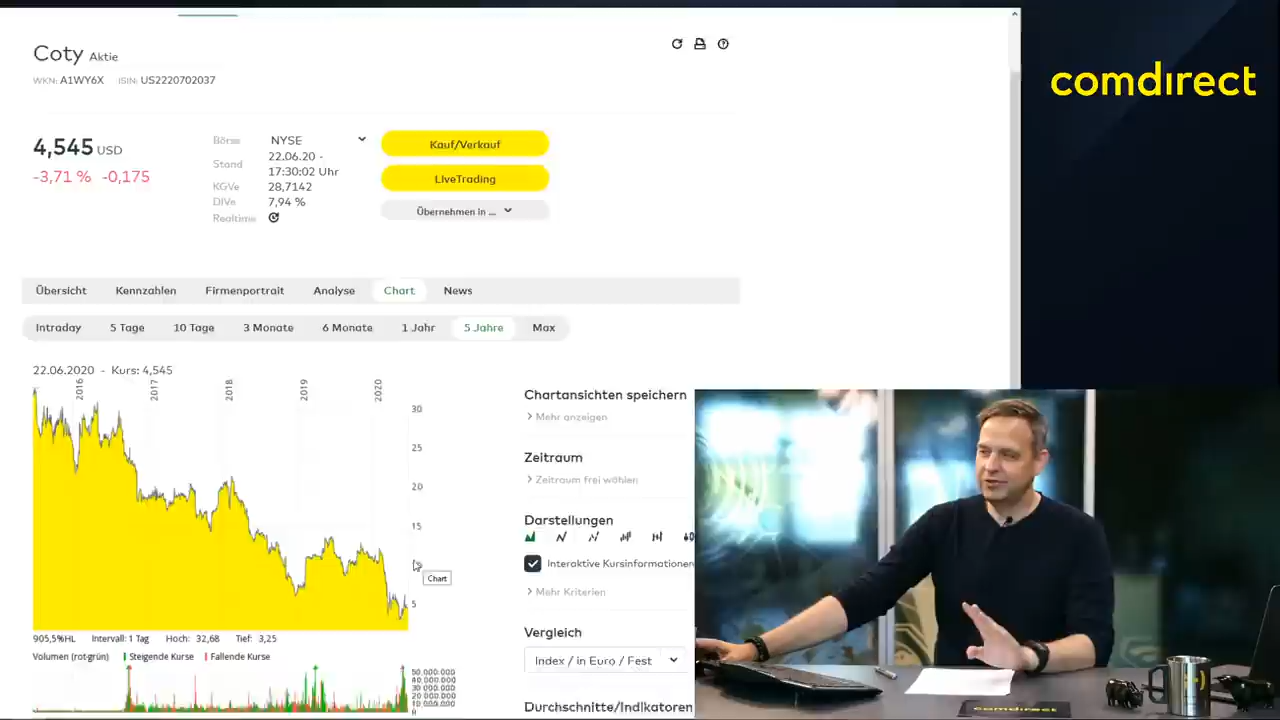 comdirect
Coty Aktie
WKN: A1WY6X ISIN: US2220702037
4,545 USD
-3,71 % -0,175
Börse NYSE
Stand 22.06.20 -
17:30:02 Uhr
KGVe 28,7142
DIVe 7,94 %
Realtime
Kauf/Verkauf
LiveTrading
Übernehmen in ...
Übersicht Kennzahlen Firmenportrait Analyse Chart News
Intraday 5 Tage 10 Tage 3 Monate 6 Monate 1 Jahr 5 Jahre Max
22.06.2020 - Kurs: 4,545
2016 2017 2018 2019 2020
30
25
20
15
5
Chart
905,5%HL Intervall: 1 Tag Hoch: 32,68 Tief: 3,25
Volumen (rot-grün) Steigende Kurse Fallende Kurse
50.000.000
40.000.000
30.000.000
20.000.000
10.000.000
Chartansichten speichern
Mehr anzeigen
Zeitraum
Zeitraum frei wählen
Darstellungen
Interaktive Kursinformationen
Mehr Kriterien
Vergleich
Index / in Euro / Fest
Durchschnitte/Indikatoren
comdirect